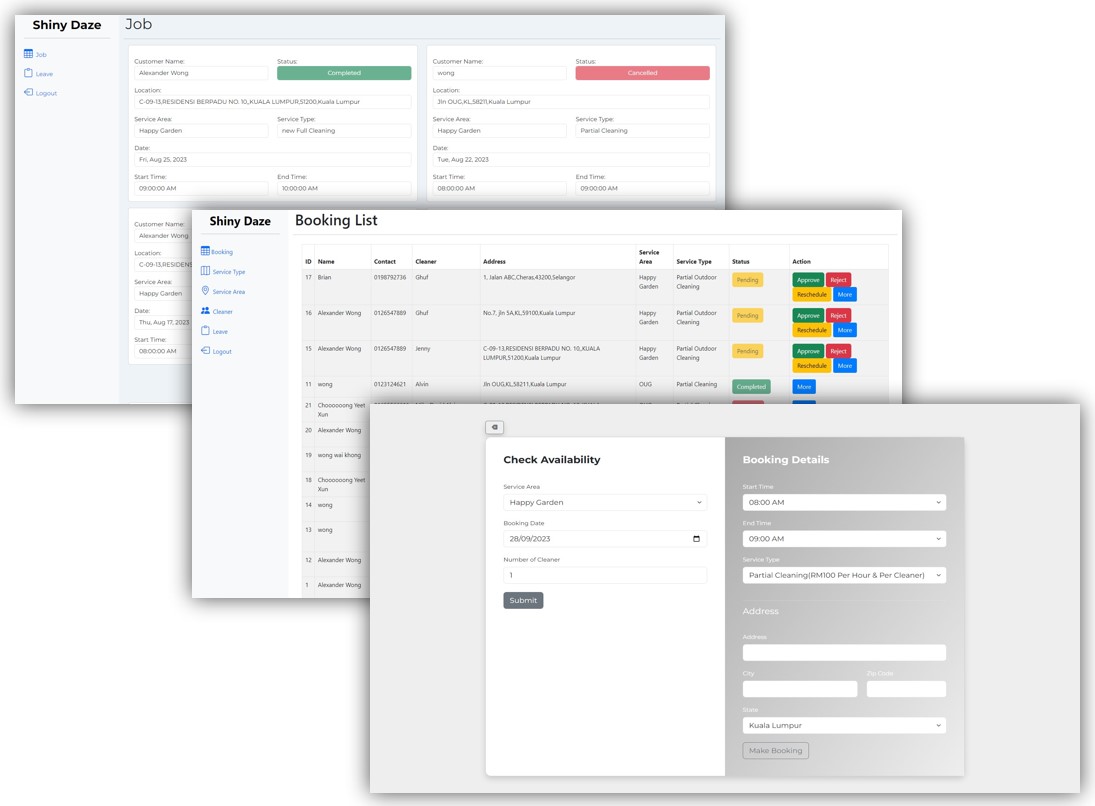 Shiny Daze
Job
Leave
Logout
Job
Customer Name:
Status:
Alexander Wong
Completed
Location:
C-09-13,RESIDENSI BERPADU NO. 10,,KUALA LUMPUR,51200,Kuala Lumpur
Service Area:
Service Type:
Happy Garden
new Full Cleaning
Date:
Fri, Aug 25, 2023
Start Time:
End Time:
09:00:00 AM
10:00:00 AM
Customer Name:
Status:
wong
Cancelled
Location:
Jln OUG,KL,58211,Kuala Lumpur
Service Area:
Service Type:
Happy Garden
Partial Cleaning
Date:
Tue, Aug 22, 2023
Start Time:
End Time:
08:00:00 AM
09:00:00 AM
Customer Name:
Alexander Wong
Location:
C-09-13,RESIDENS
Service Area:
Happy Garden
Date:
Thu, Aug 17, 2023
Start Time:
08:00:00 AM
Shiny Daze
Booking
Service Type
Service Area
Cleaner
Leave
Logout
Booking List
ID Name Contact Cleaner Address Service Area Service Type Status Action
17 Brian 0198792736 Ghuf 1, Jalan ABC,Cheras,43200,Selangor Happy Garden Partial Outdoor Cleaning Pending Approve Reject
Reschedule More
16 Alexander Wong 0126547889 Ghuf No.7, jln 5A,KL,59100,Kuala Lumpur Happy Garden Partial Outdoor Cleaning Pending Approve Reject
Reschedule More
15 Alexander Wong 0126547889 Jenny C-09-13,RESIDENSI BERPADU NO. 10,,KUALA LUMPUR,51200,Kuala Lumpur Happy Garden Partial Outdoor Cleaning Pending Approve Reject
Reschedule More
11 wong 0123124621 Alvin Jln OUG,KL,58211,Kuala Lumpur OUG Partial Cleaning Completed More
21 Chooooooong Yeet Xun
20 Alexander Wong
19 wong wai khong
18 Chooooooong Yeet Xun
14 wong
13 wong
12 Alexander Wong
1 Alexander Wong
Check Availability
Service Area
Happy Garden
Booking Date
28/09/2023
Number of Cleaner
1
Submit
Booking Details
Start Time
08:00 AM
End Time
09:00 AM
Service Type
Partial Cleaning(RM100 Per Hour & Per Cleaner)
Address
Address
City
Zip Code
State
Kuala Lumpur
Make Booking